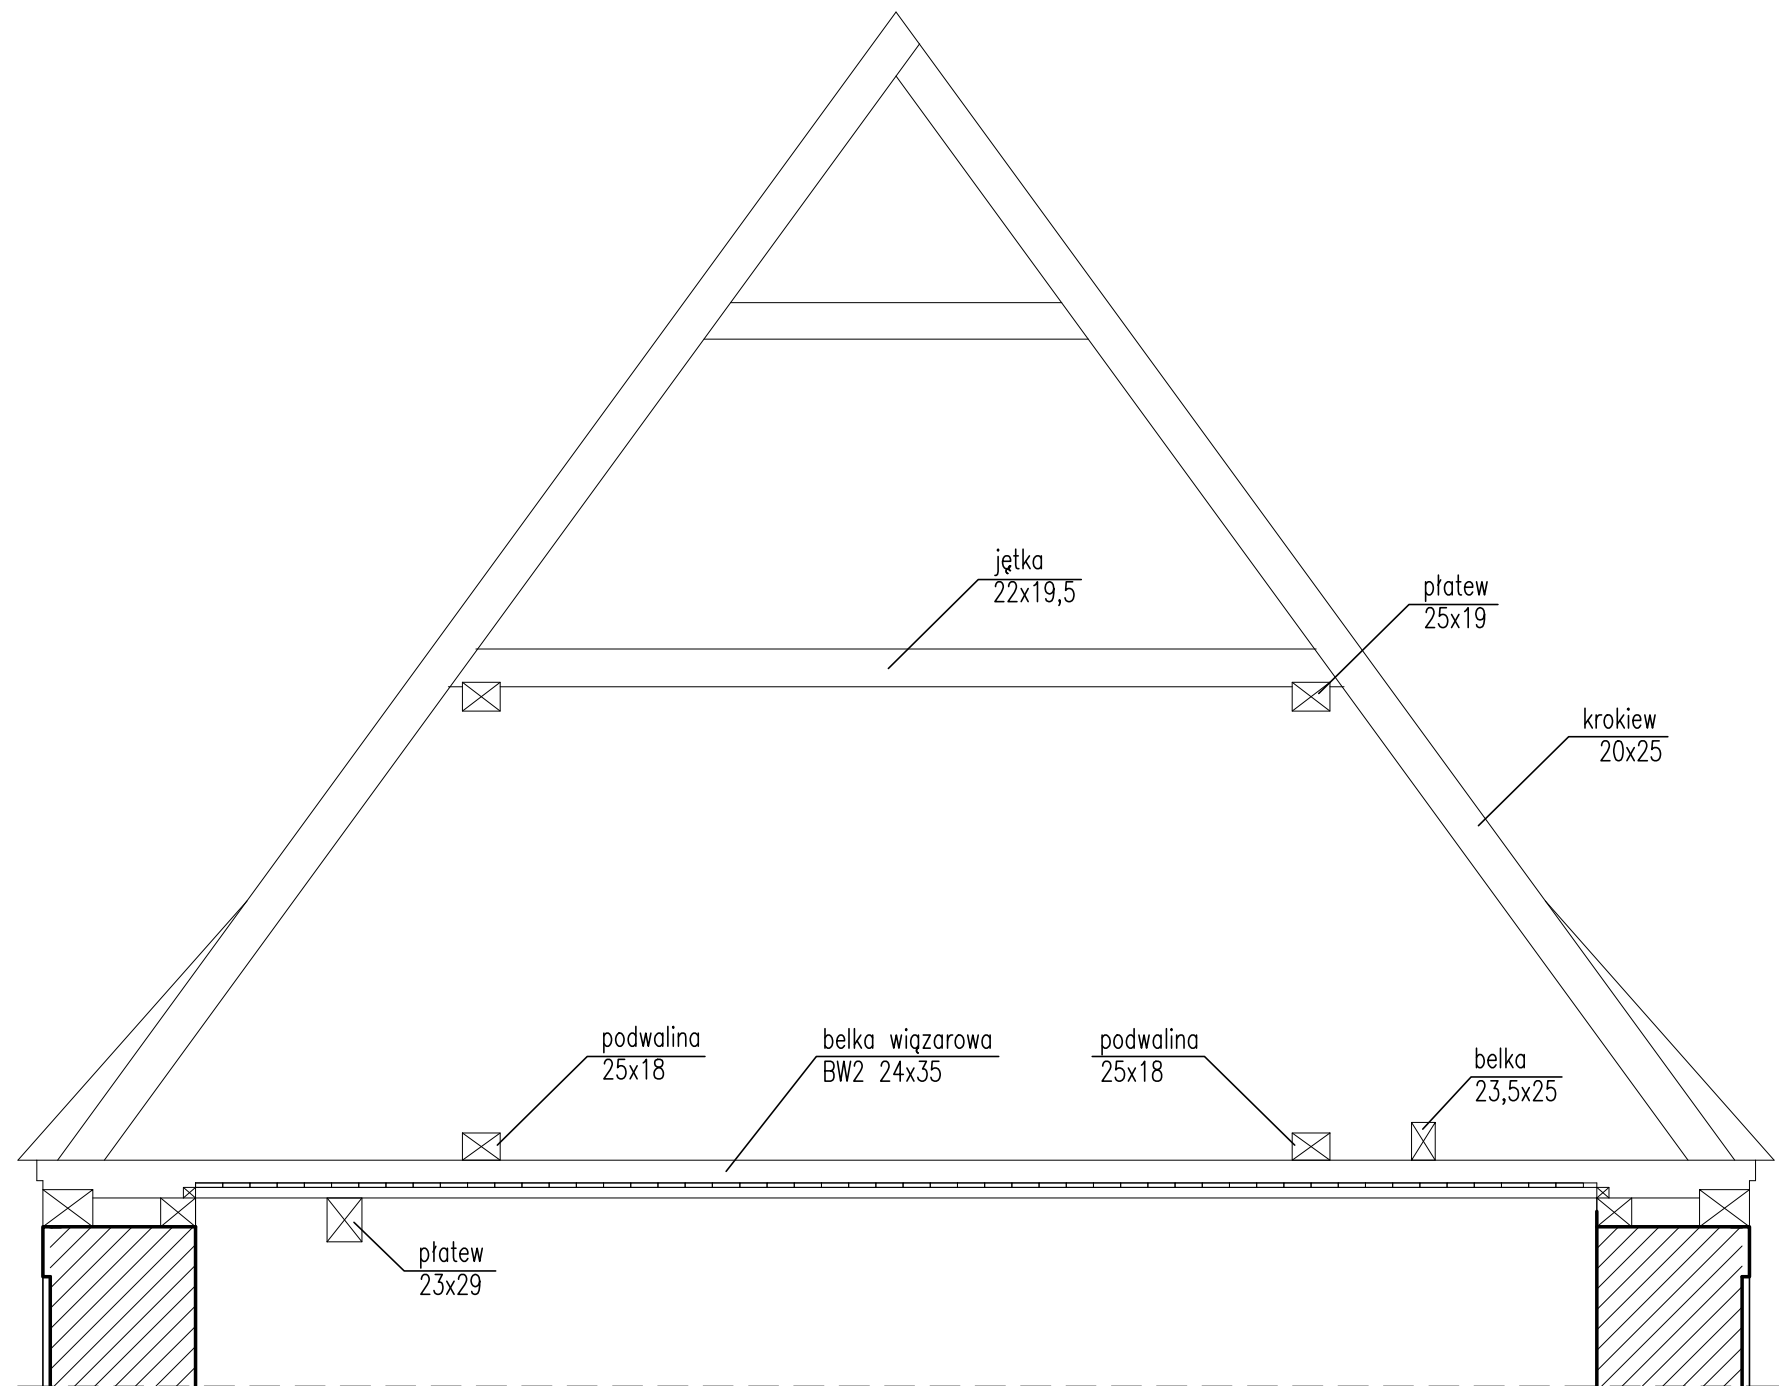 jętka
22x19,5
płatew
25x19
krokiew
20x25
podwalina
25x18
belka wiązarowa
BW2 24x35
podwalina
25x18
belka
23,5x25
płatew
23x29